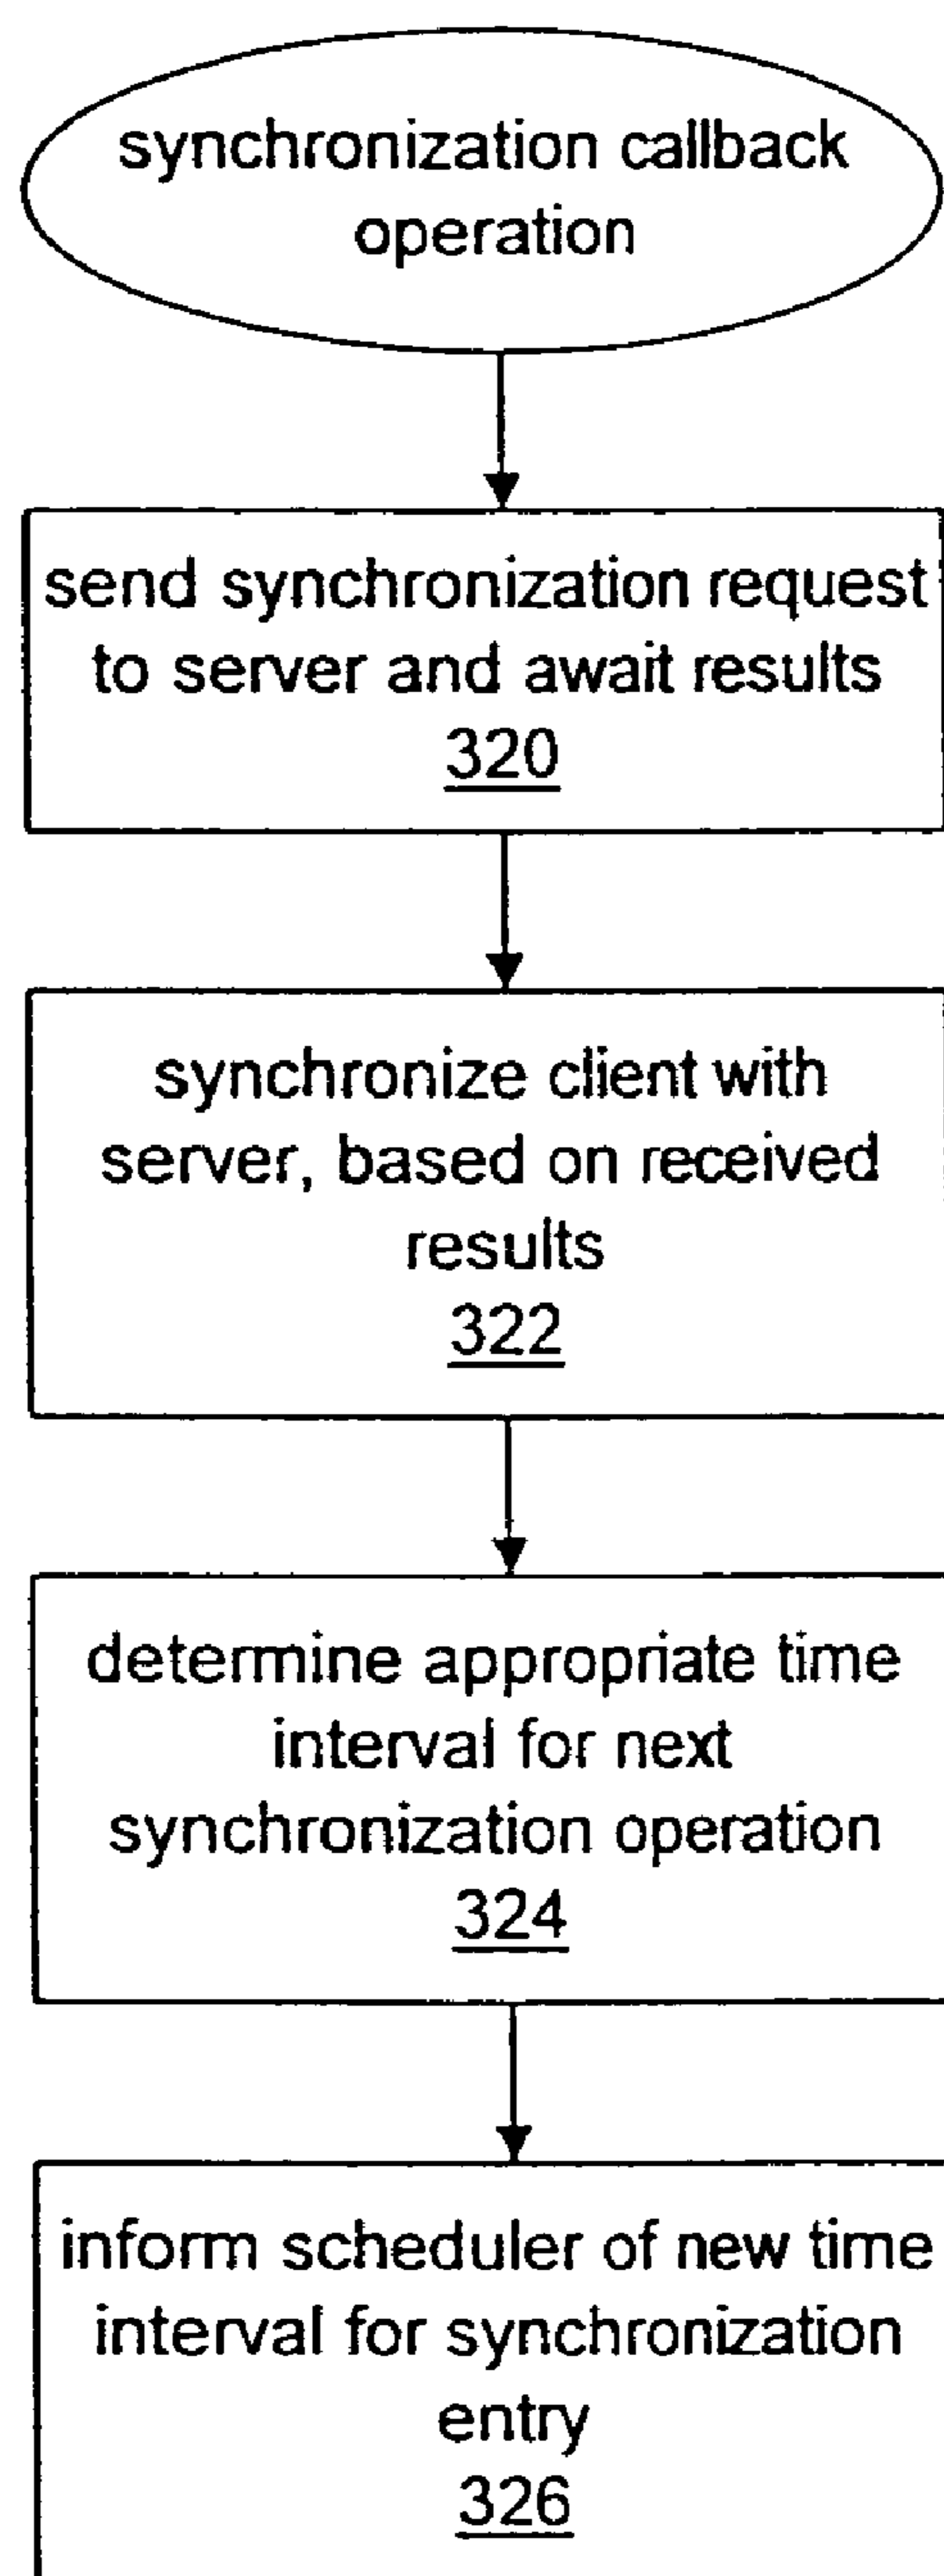 synchronization callback
operation
send synchronization request
to server and await results
320
synchronize client with
server, based on received
results
322
determine appropriate time
interval for next
synchronization operation
324
inform scheduler of new time
interval for synchronization
entry
326